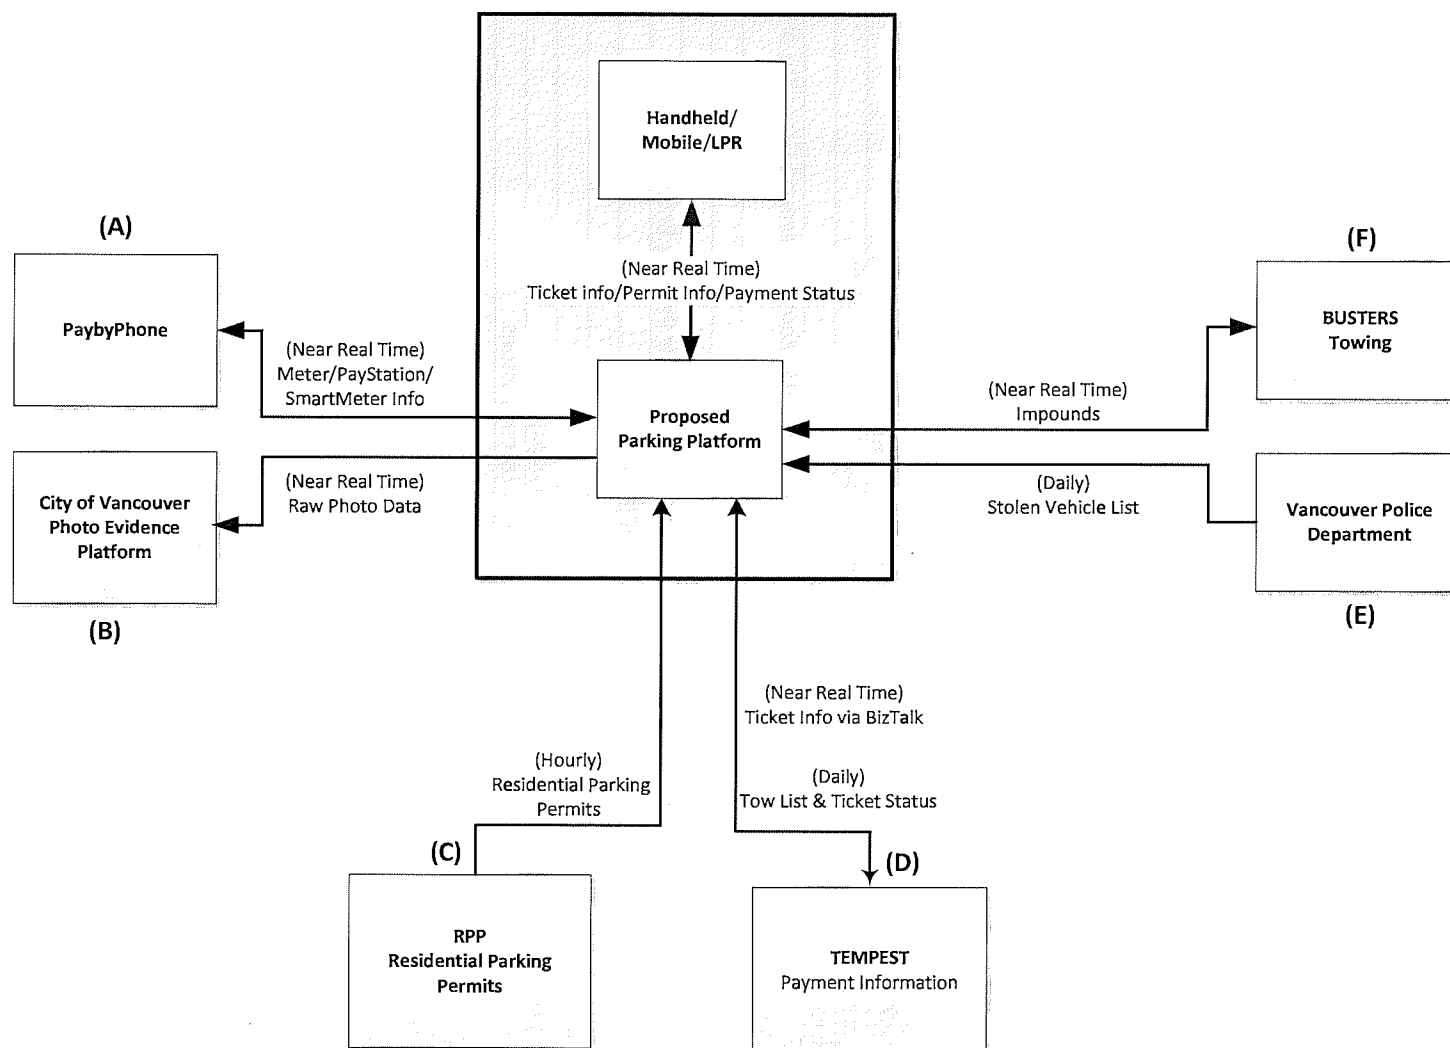 Handheld/
Mobile/LPR
(Near Real Time)
Ticket info/Permit Info/Payment Status
(A)
PaybyPhone
(Near Real Time)
Meter/PayStation/
SmartMeter Info
Proposed
Parking Platform
(F)
BUSTERS
Towing
(Near Real Time)
Impounds
City of Vancouver
Photo Evidence
Platform
(B)
(Near Real Time)
Raw Photo Data
(Daily)
Stolen Vehicle List
Vancouver Police
Department
(E)
(Near Real Time)
Ticket Info via BizTalk
(Hourly)
Residential Parking
Permits
(Daily)
Tow List & Ticket Status
(C)
RPP
Residential Parking
Permits
(D)
TEMPEST
Payment Information